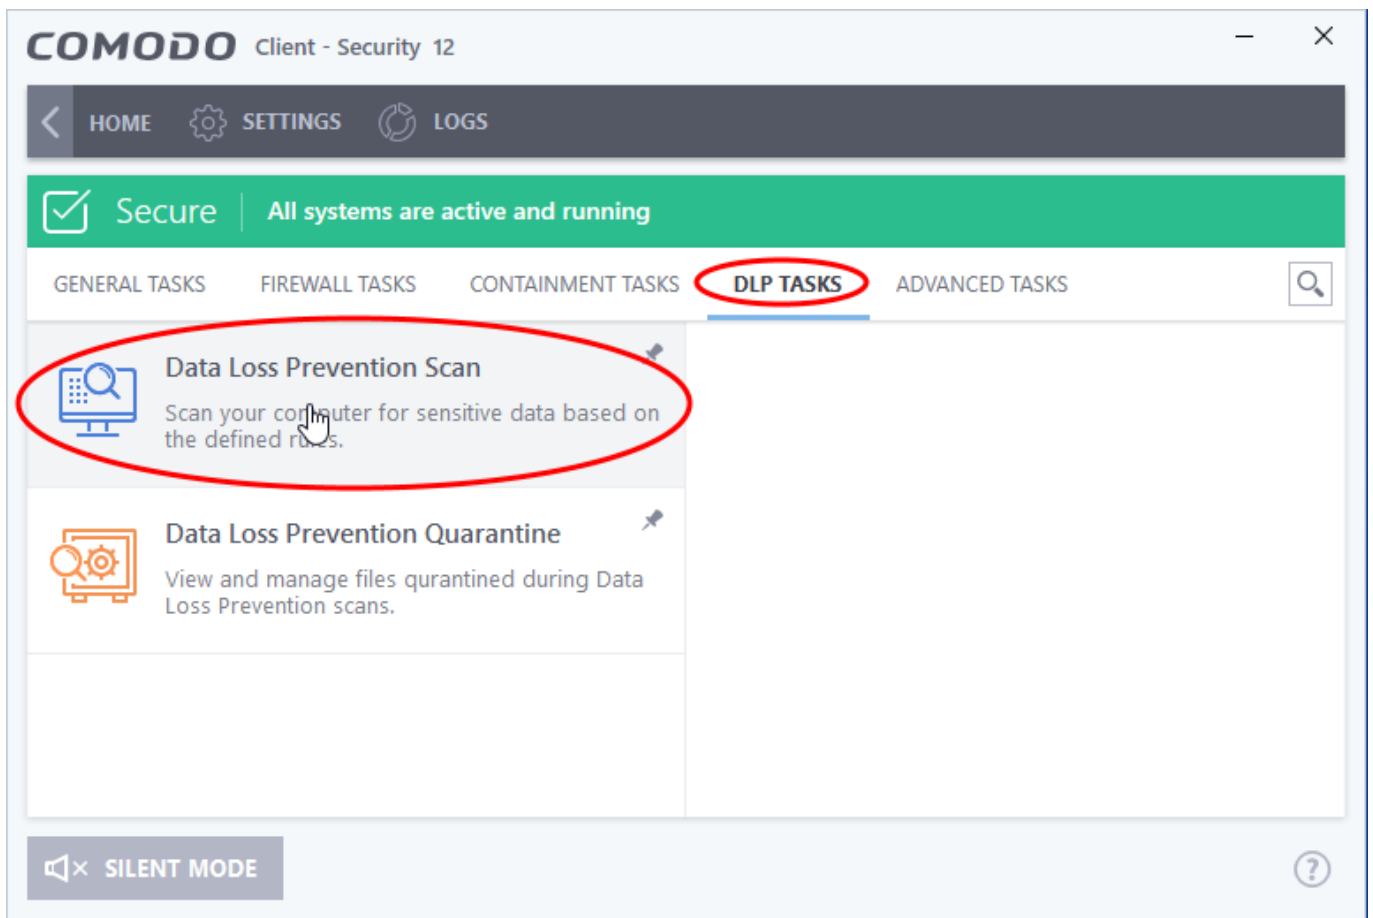 COMODO Client - Security 12
HOME SETTINGS LOGS
Secure All systems are active and running
GENERAL TASKS FIREWALL TASKS CONTAINMENT TASKS DLP TASKS ADVANCED TASKS
Data Loss Prevention Scan
Scan your computer for sensitive data based on
the defined rules.
Data Loss Prevention Quarantine
View and manage files qurantined during Data
Loss Prevention scans.
SILENT MODE
?